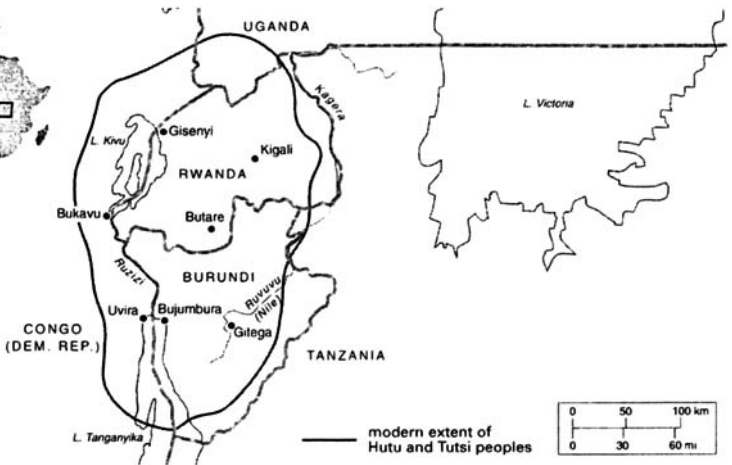 UGANDA
Kagera
L. Victoria
L. Kivu
Gisenyi
Kigali
RWANDA
Bukavu
Butare
Ruzizi
BURUNDI
Ruvuvu
(Nile)
Uvira
Bujumbura
Gitega
CONGO
(DEM. REP.)
TANZANIA
L. Tanganyika
modern extent of
Hutu and Tutsi peoples
0 50 100 km
0 30 60 mi